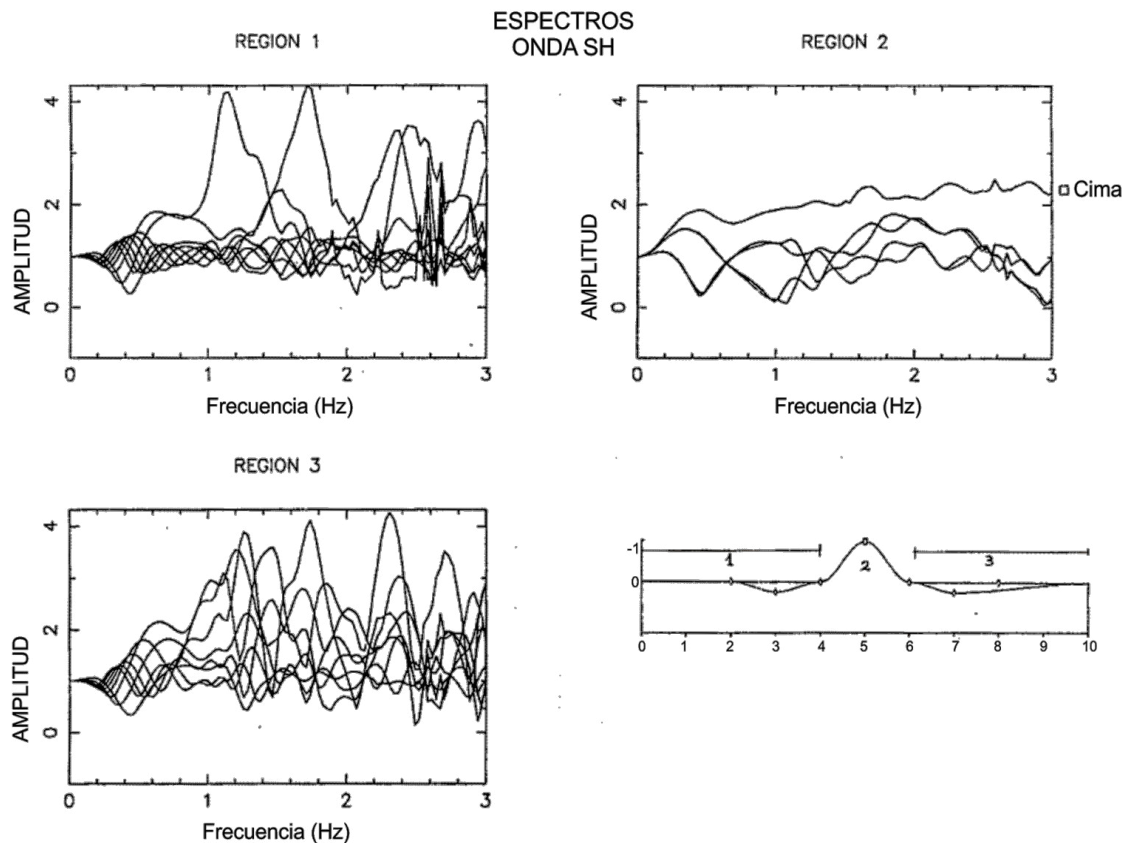 ESPECTROS
ONDA SH
REGION 1
AMPLITUD
4
2
0
0 1 2 3
Frecuencia (Hz)
REGION 2
AMPLITUD
4
2
0
0 1 2 3
Frecuencia (Hz)
Cima
REGION 3
AMPLITUD
4
2
0
0 1 2 3
Frecuencia (Hz)
-1
0
1
2
3
0 1 2 3 4 5 6 7 8 9 10